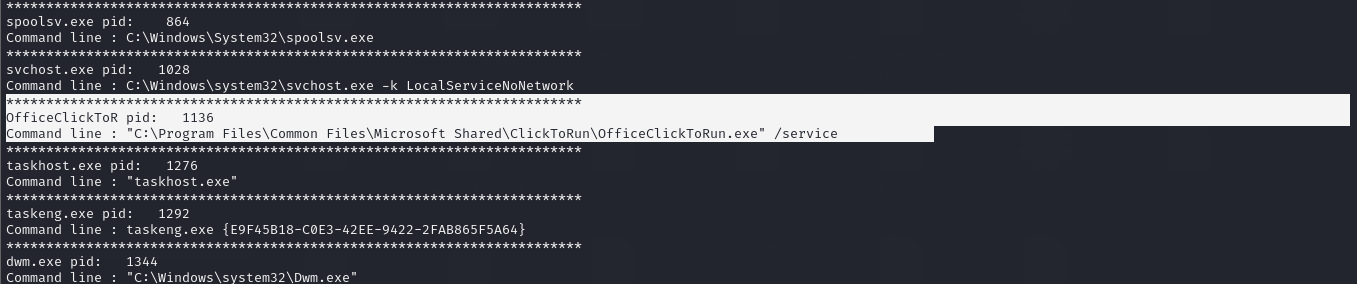 ************************************************************************
spoolsv.exe pid:    864
Command line : C:\Windows\System32\spoolsv.exe
************************************************************************
svchost.exe pid:   1028
Command line : C:\Windows\system32\svchost.exe -k LocalServiceNoNetwork
************************************************************************
OfficeClickToR pid:   1136
Command line : "C:\Program Files\Common Files\Microsoft Shared\ClickToRun\OfficeClickToRun.exe" /service
************************************************************************
taskhost.exe pid:   1276
Command line : "taskhost.exe"
************************************************************************
taskeng.exe pid:   1292
Command line : taskeng.exe {E9F45B18-C0E3-42EE-9422-2FAB865F5A64}
************************************************************************
dwm.exe pid:   1344
Command line : "C:\Windows\system32\Dwm.exe"